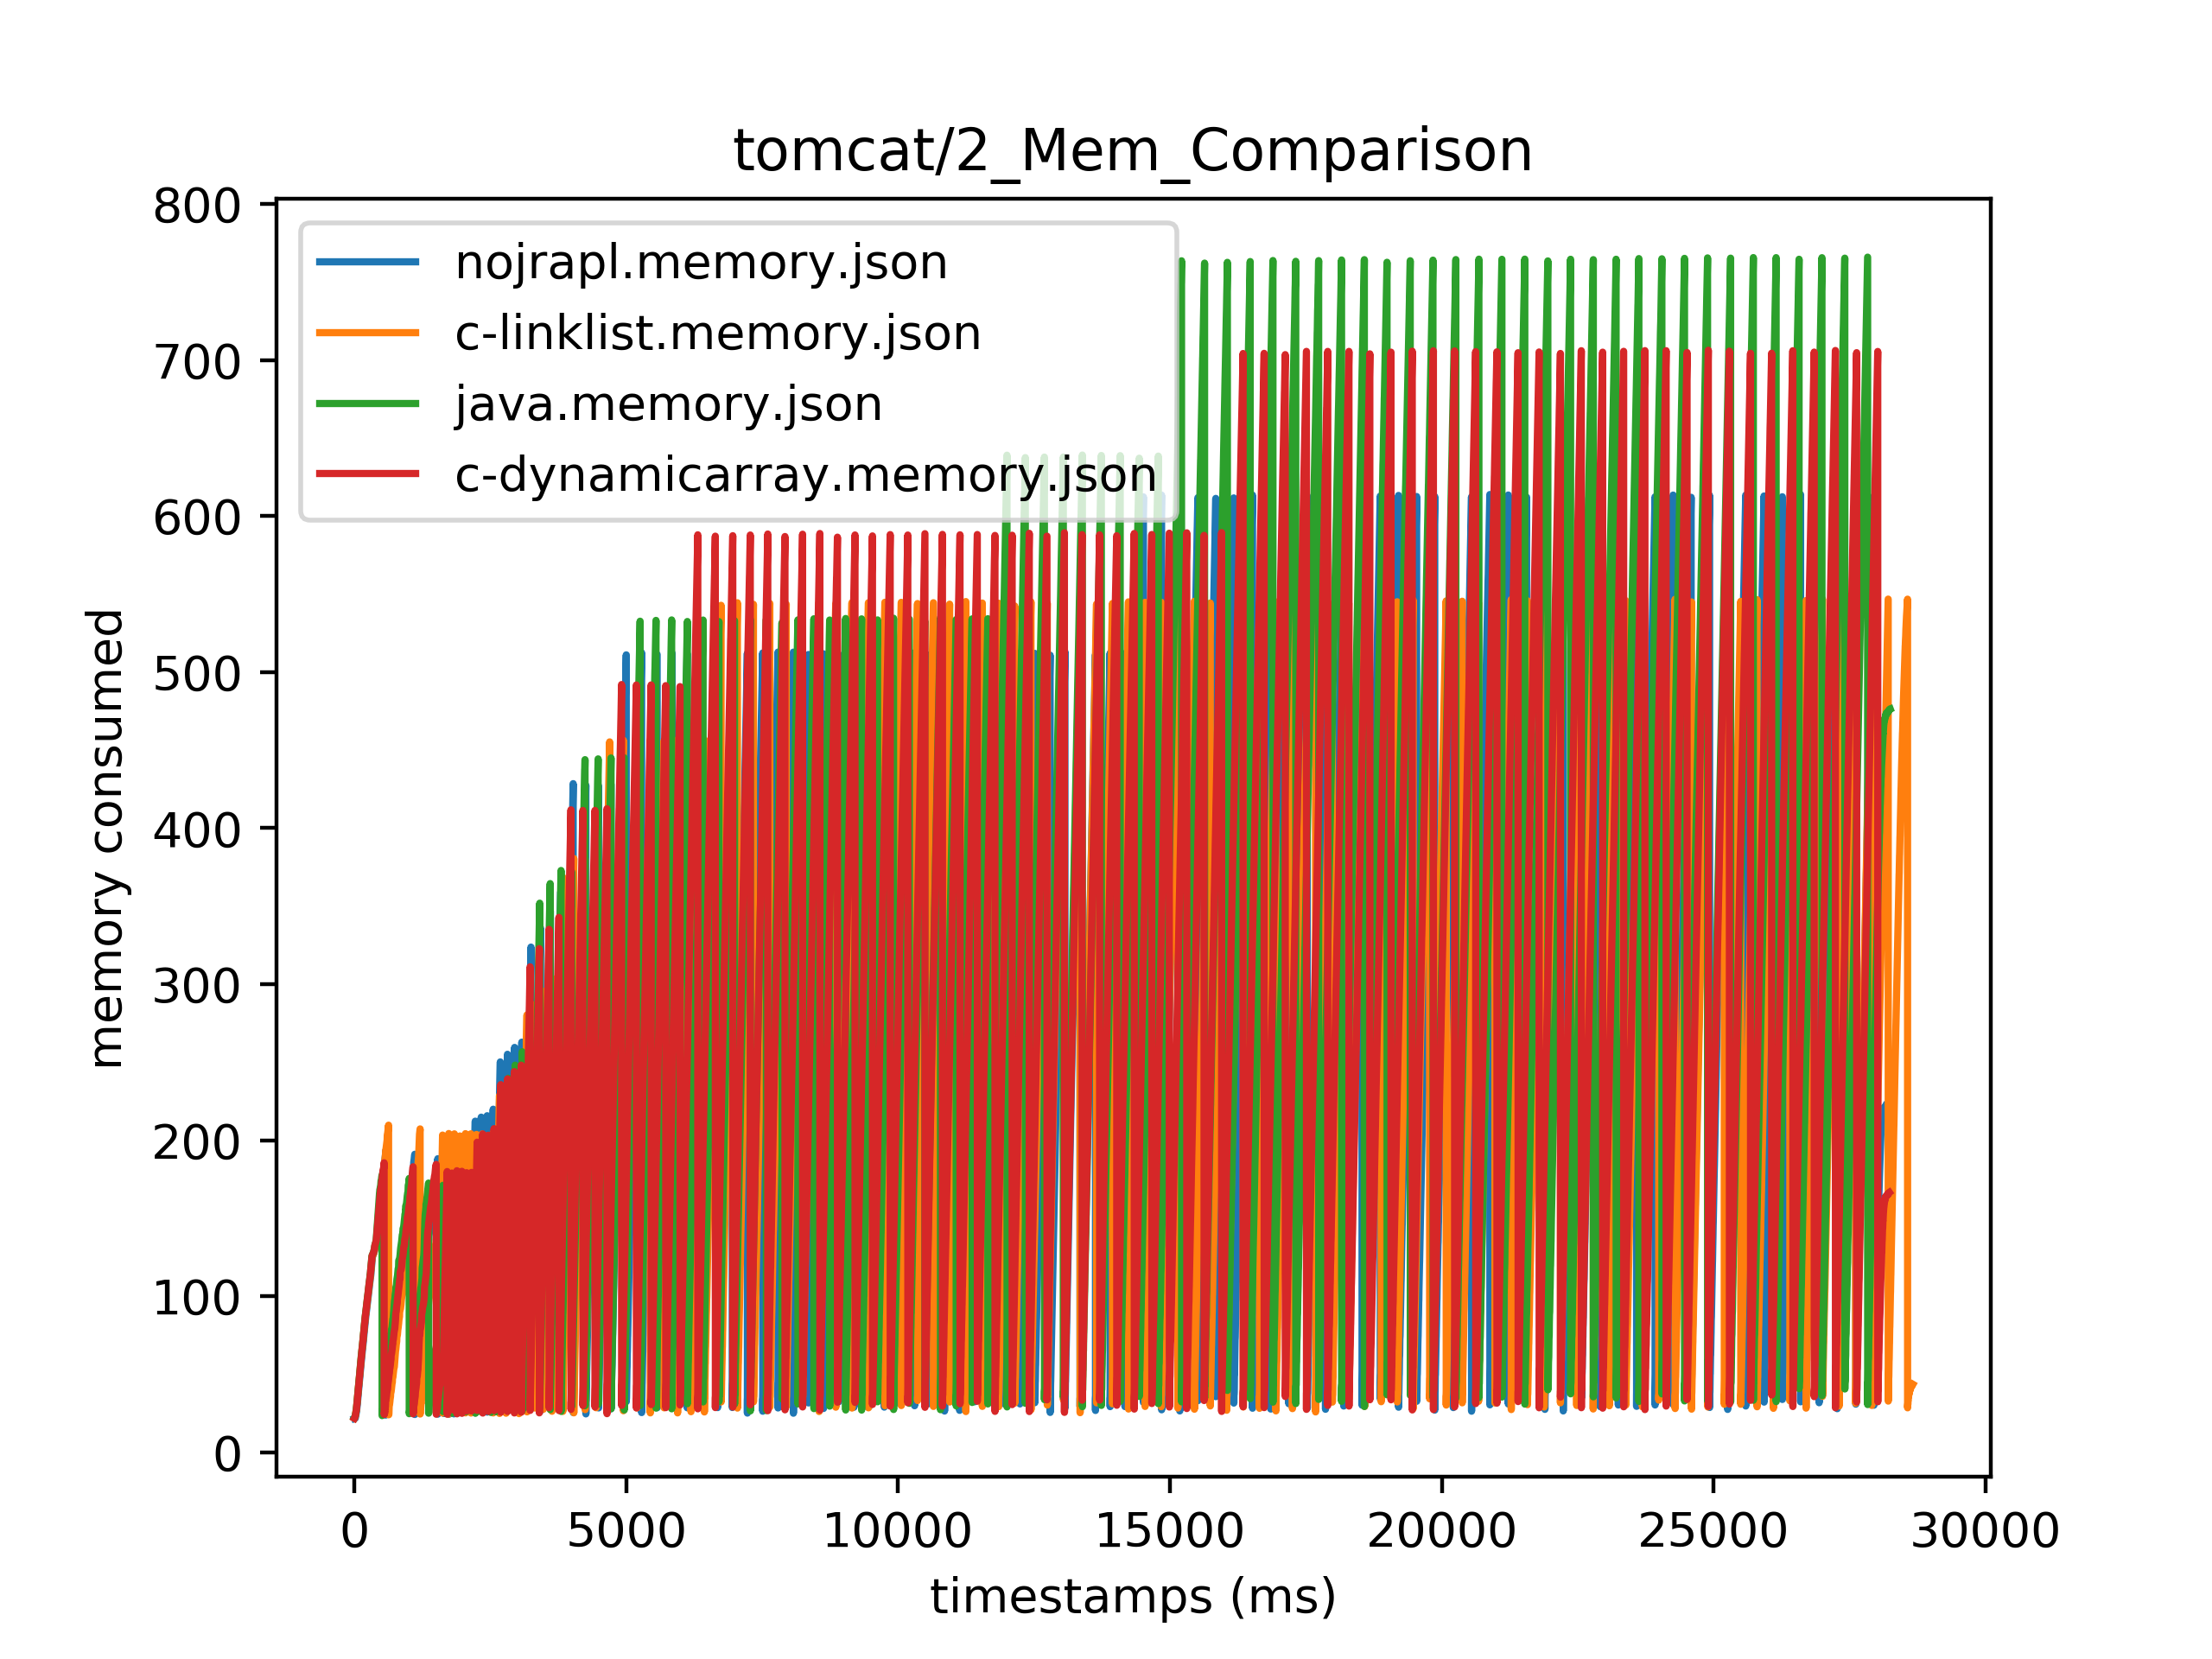 tomcat/2_Mem_Comparison
800
700
600
500
400
300
200
100
0
memory consumed
nojrapl.memory.json
c-linklist.memory.json
java.memory.json
c-dynamicarray.memory.json
0 5000 10000 15000 20000 25000 30000
timestamps (ms)